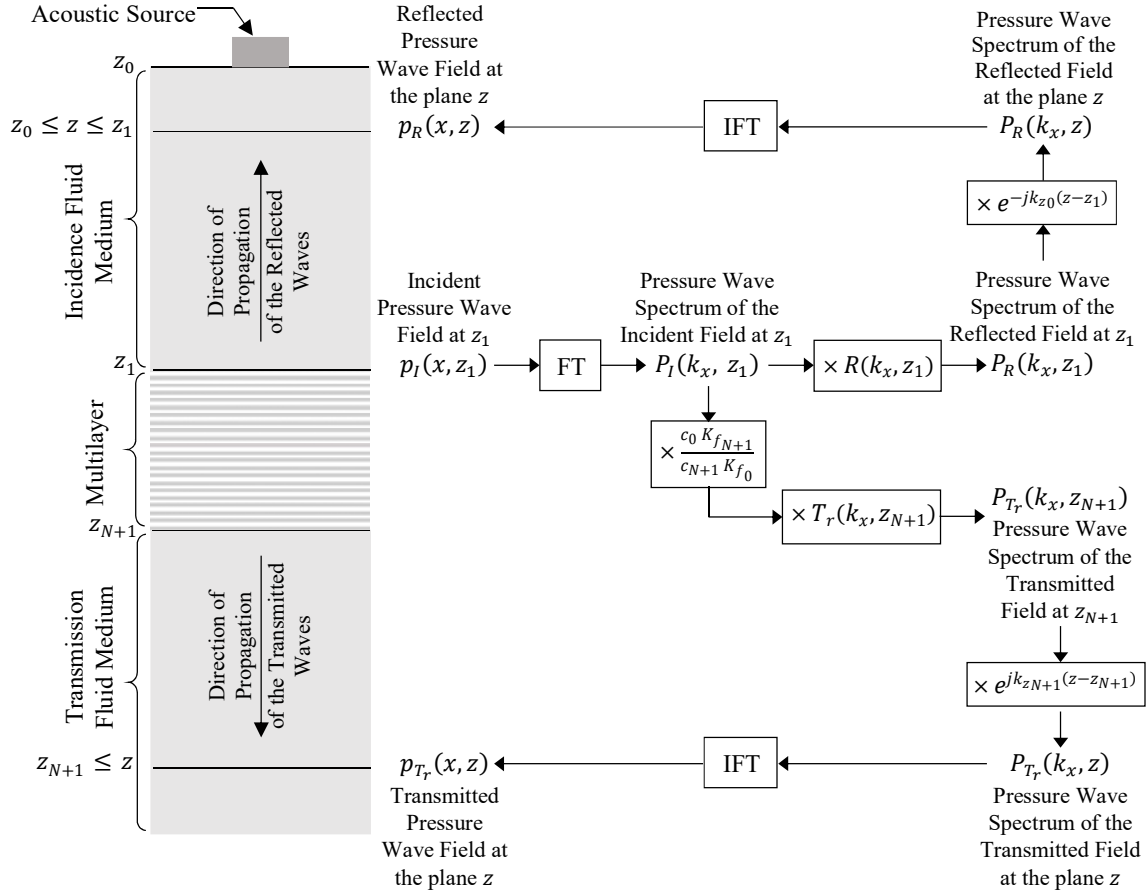 Acoustic Source
z_0
z_0 ≤ z ≤ z_1
Incidence Fluid
Medium
Direction of
Propagation
of the Reflected
Waves
z_1
Multilayer
z_{N+1}
Transmission
Fluid Medium
Direction of
Propagation
of the Transmitted
Waves
z_{N+1} ≤ z
Reflected
Pressure
Wave Field at
the plane z
p_R(x, z)
IFT
Pressure Wave
Spectrum of the
Reflected Field
at the plane z
P_R(k_x, z)
× e^{-jk_{z0}(z-z_1)}
Incident
Pressure Wave
Field at z_1
p_I(x, z_1)
FT
Pressure Wave
Spectrum of the
Incident Field at z_1
P_I(k_x, z_1)
× R(k_x, z_1)
Pressure Wave
Spectrum of the
Reflected Field at z_1
P_R(k_x, z_1)
× \frac{c_0 K_{f_{N+1}}}{c_{N+1} K_{f_0}}
× T_r(k_x, z_{N+1})
P_{T_r}(k_x, z_{N+1})
Pressure Wave
Spectrum of the
Transmitted
Field at z_{N+1}
× e^{jk_{zN+1}(z-z_{N+1})}
p_{T_r}(x, z)
Transmitted
Pressure
Wave Field at
the plane z
IFT
P_{T_r}(k_x, z)
Pressure Wave
Spectrum of the
Transmitted Field
at the plane z